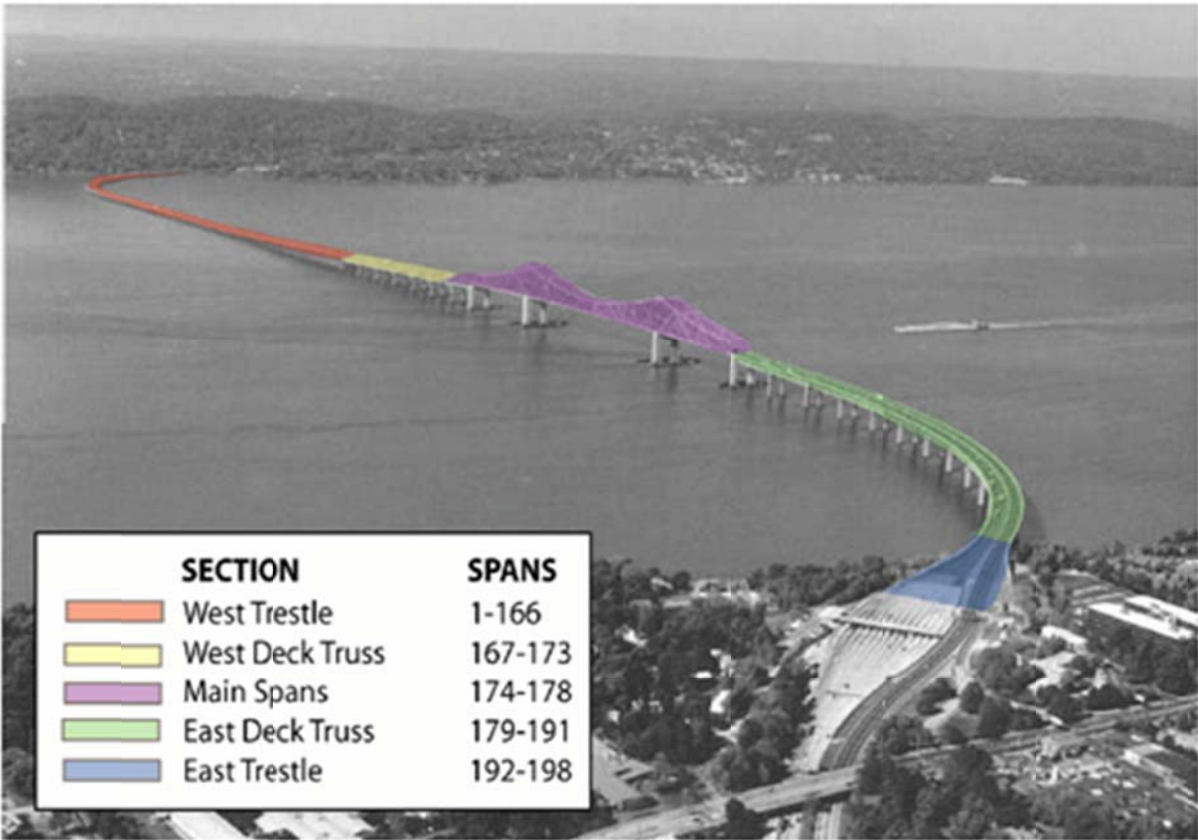 SECTION SPANS
West Trestle 1-166
West Deck Truss 167-173
Main Spans 174-178
East Deck Truss 179-191
East Trestle 192-198